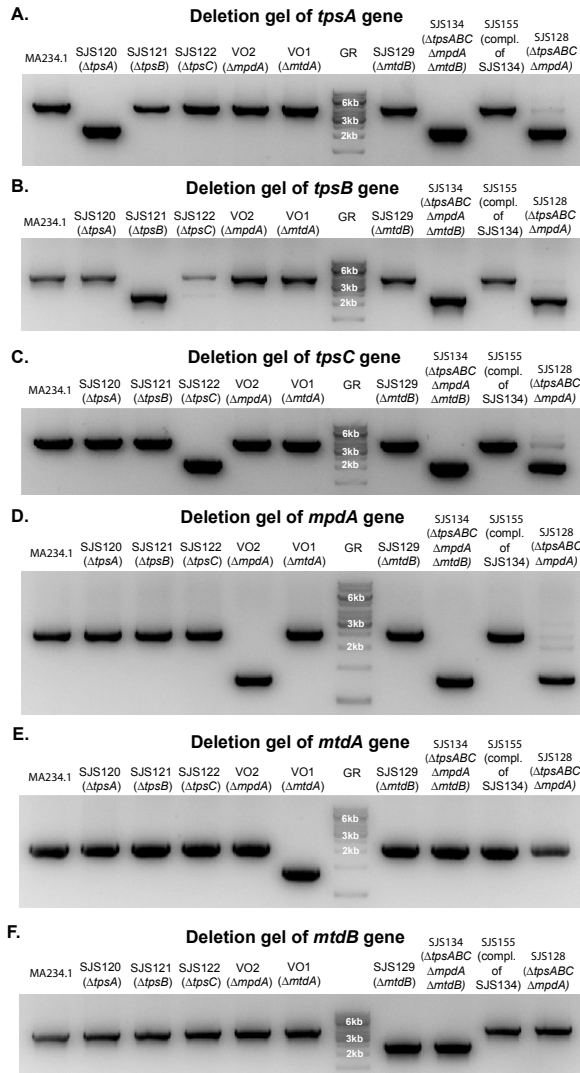 A.
Deletion gel of tpsA gene
MA234.1
SJS120
(ΔtpsA)
SJS121
(ΔtpsB)
SJS122
(ΔtpsC)
VO2
(ΔmpdA)
VO1
(ΔmtdA)
GR
SJS129
(ΔmtdB)
SJS134
(ΔtpsABC
ΔmpdA
ΔmtdB)
SJS155
(compl.
of
SJS134)
SJS128
(ΔtpsABC
ΔmpdA)
6kb
3kb
2kb
B.
Deletion gel of tpsB gene
MA234.1
SJS120
(ΔtpsA)
SJS121
(ΔtpsB)
SJS122
(ΔtpsC)
VO2
(ΔmpdA)
VO1
(ΔmtdA)
GR
SJS129
(ΔmtdB)
SJS134
(ΔtpsABC
ΔmpdA
ΔmtdB)
SJS155
(compl.
of
SJS134)
SJS128
(ΔtpsABC
ΔmpdA)
6kb
3kb
2kb
C.
Deletion gel of tpsC gene
MA234.1
SJS120
(ΔtpsA)
SJS121
(ΔtpsB)
SJS122
(ΔtpsC)
VO2
(ΔmpdA)
VO1
(ΔmtdA)
GR
SJS129
(ΔmtdB)
SJS134
(ΔtpsABC
ΔmpdA
ΔmtdB)
SJS155
(compl.
of
SJS134)
SJS128
(ΔtpsABC
ΔmpdA)
6kb
3kb
2kb
D.
Deletion gel of mpdA gene
MA234.1
SJS120
(ΔtpsA)
SJS121
(ΔtpsB)
SJS122
(ΔtpsC)
VO2
(ΔmpdA)
VO1
(ΔmtdA)
GR
SJS129
(ΔmtdB)
SJS134
(ΔtpsABC
ΔmpdA
ΔmtdB)
SJS155
(compl.
of
SJS134)
SJS128
(ΔtpsABC
ΔmpdA)
6kb
3kb
2kb
E.
Deletion gel of mtdA gene
MA234.1
SJS120
(ΔtpsA)
SJS121
(ΔtpsB)
SJS122
(ΔtpsC)
VO2
(ΔmpdA)
VO1
(ΔmtdA)
GR
SJS129
(ΔmtdB)
SJS134
(ΔtpsABC
ΔmpdA
ΔmtdB)
SJS155
(compl.
of
SJS134)
SJS128
(ΔtpsABC
ΔmpdA)
6kb
3kb
2kb
F.
Deletion gel of mtdB gene
MA234.1
SJS120
(ΔtpsA)
SJS121
(ΔtpsB)
SJS122
(ΔtpsC)
VO2
(ΔmpdA)
VO1
(ΔmtdA)
SJS129
(ΔmtdB)
SJS134
(ΔtpsABC
ΔmpdA
ΔmtdB)
SJS155
(compl.
of
SJS134)
SJS128
(ΔtpsABC
ΔmpdA)
6kb
3kb
2kb